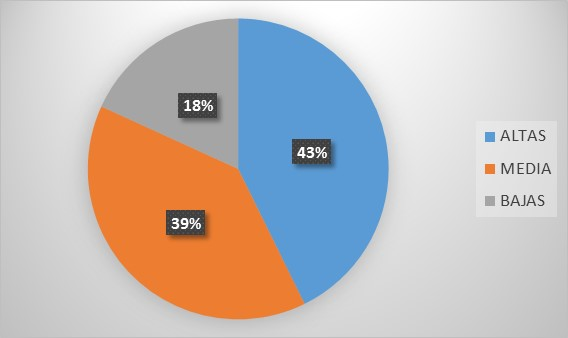 18%
43%
39%
ALTAS
MEDIA
BAJAS